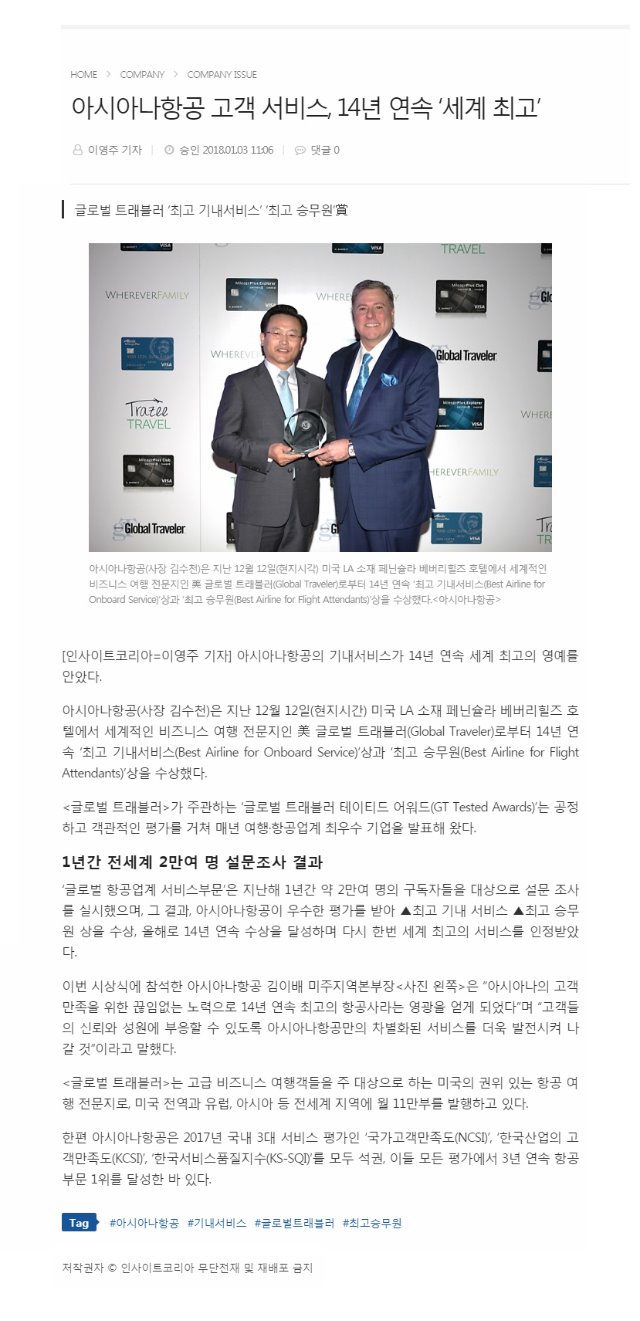 HOME > COMPANY > COMPANY ISSUE
아시아나항공 고객 서비스, 14년 연속 ‘세계 최고’
이영주 기자 | 승인 2018.01.03 11:06 | 댓글 0
글로벌 트래블러 ‘최고 기내서비스’ ‘최고 승무원’賞
VISA
VISA
TRAVEL
WHEREVERFAMILY
MileagePlus Explorer
VISA
WHEREVERFAMILY
MileagePlus Club
VISA
Glo
WHEREVER
Global Traveler
Trazee
TRAVEL
MileagePlus Explorer
VISA
WHERE
MileagePlus Club
VISA
WHEREVERFAMILY
Global Traveler
VISA
Tra
TRAVEL
아시아나항공(사장 김수천)은 지난 12월 12일(현지시각) 미국 LA 소재 페닌슐라 베버리힐즈 호텔에서 세계적인
비즈니스 여행 전문지인 美 글로벌 트래블러(Global Traveler)로부터 14년 연속 ‘최고 기내서비스(Best Airline for
Onboard Service)’상과 ‘최고 승무원(Best Airline for Flight Attendants)’상을 수상했다.<아시아나항공>
[인사이트코리아=이영주 기자] 아시아나항공의 기내서비스가 14년 연속 세계 최고의 영예를
안았다.
아시아나항공(사장 김수천)은 지난 12월 12일(현지시간) 미국 LA 소재 페닌슐라 베버리힐즈 호
텔에서 세계적인 비즈니스 여행 전문지인 美 글로벌 트래블러(Global Traveler)로부터 14년 연
속 ‘최고 기내서비스(Best Airline for Onboard Service)’상과 ‘최고 승무원(Best Airline for Flight
Attendants)’상을 수상했다.
<글로벌 트래블러>가 주관하는 ‘글로벌 트래블러 테이티드 어워드(GT Tested Awards)’는 공정
하고 객관적인 평가를 거쳐 매년 여행·항공업계 최우수 기업을 발표해 왔다.
1년간 전세계 2만여 명 설문조사 결과
‘글로벌 항공업계 서비스부문’은 지난해 1년간 약 2만여 명의 구독자들을 대상으로 설문 조사
를 실시했으며, 그 결과, 아시아나항공이 우수한 평가를 받아 ▲최고 기내 서비스 ▲최고 승무
원 상을 수상, 올해로 14년 연속 수상을 달성하며 다시 한번 세계 최고의 서비스를 인정받았
다.
이번 시상식에 참석한 아시아나항공 김이배 미주지역본부장<사진 왼쪽>은 “아시아나의 고객
만족을 위한 끊임없는 노력으로 14년 연속 최고의 항공사라는 영광을 얻게 되었다”며 “고객들
의 신뢰와 성원에 부응할 수 있도록 아시아나항공만의 차별화된 서비스를 더욱 발전시켜 나
갈 것”이라고 말했다.
<글로벌 트래블러>는 고급 비즈니스 여행객들을 주 대상으로 하는 미국의 권위 있는 항공 여
행 전문지로, 미국 전역과 유럽, 아시아 등 전세계 지역에 월 11만부를 발행하고 있다.
한편 아시아나항공은 2017년 국내 3대 서비스 평가인 ‘국가고객만족도(NCSI)’, ‘한국산업의 고
객만족도(KCSI)’, ‘한국서비스품질지수(KS-SQI)’를 모두 석권, 이들 모든 평가에서 3년 연속 항공
부문 1위를 달성한 바 있다.
Tag #아시아나항공 #기내서비스 #글로벌트래블러 #최고승무원
저작권자 © 인사이트코리아 무단전재 및 재배포 금지